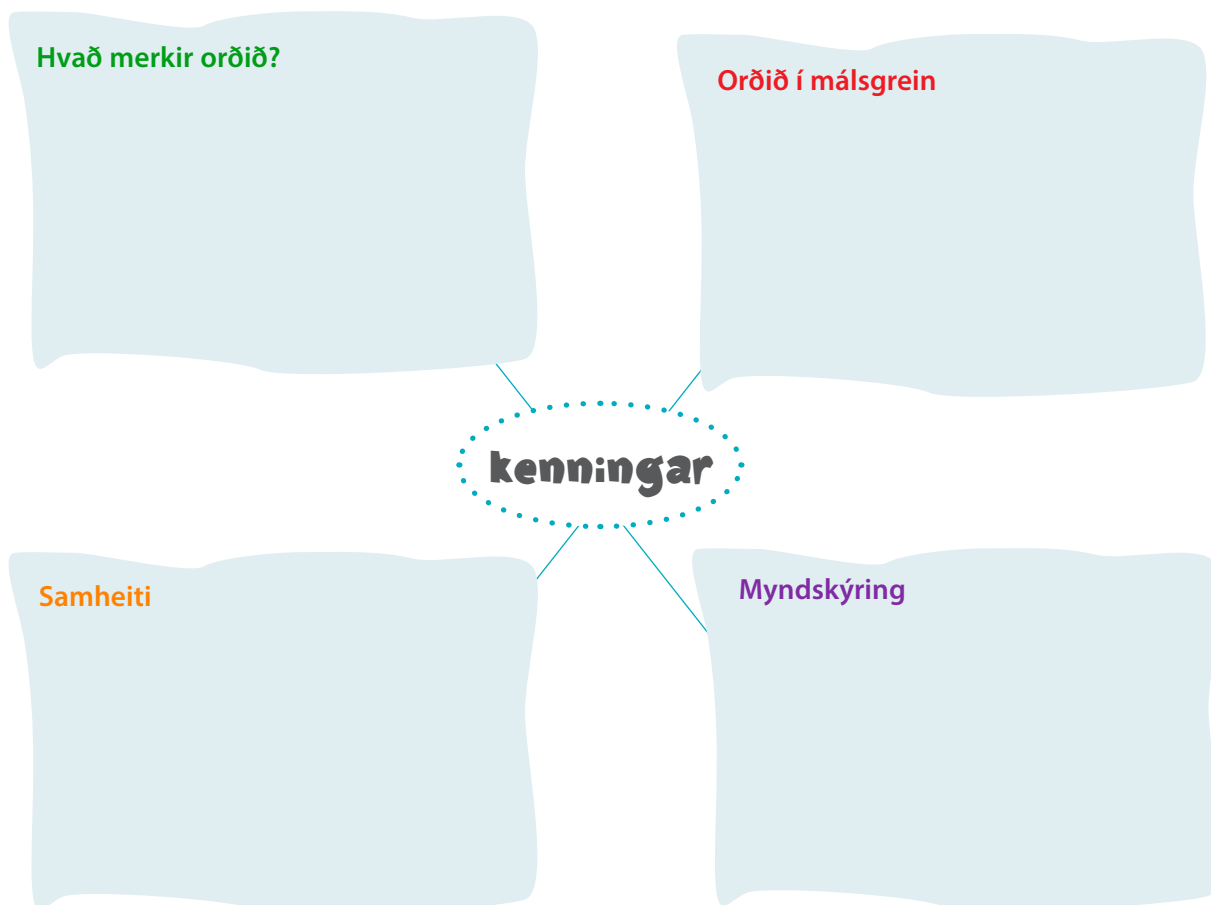 Hvað merkir orðið?
Orðið í málsgrein
kenningar
Samheiti
Myndskýring